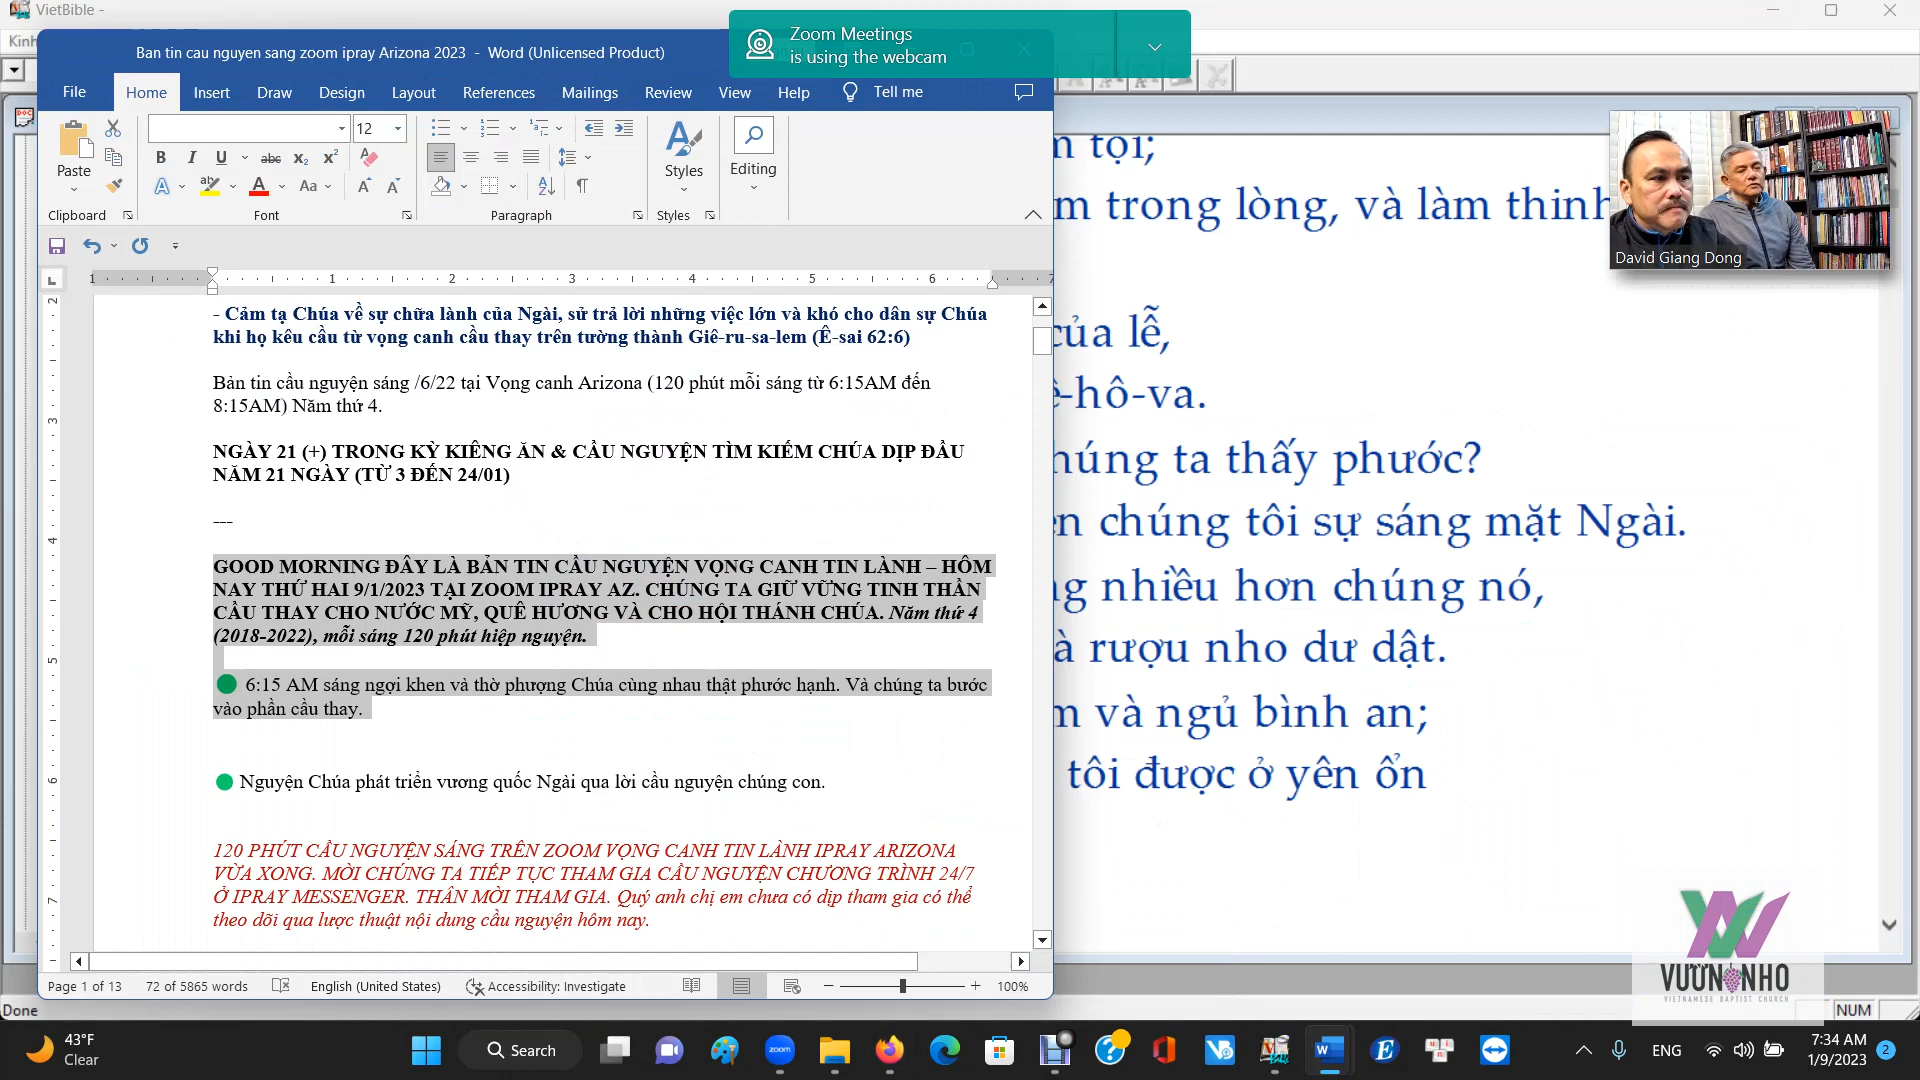 VietBible -
Kinh
Ban tin cau nguyen sang zoom ipray Arizona 2023 - Word (Unlicensed Product)
Zoom Meetings
is using the webcam
File Home Insert Draw Design Layout References Mailings Review View Help Tell me
12
Paste
Styles
Editing
Clipboard Font Paragraph Styles
- Cảm tạ Chúa về sự chữa lành của Ngài, sử trả lời những việc lớn và khó cho dân sự Chúa
khi họ kêu cầu từ vọng canh cầu thay trên tường thành Giê-ru-sa-lem (Ê-sai 62:6)
Bản tin cầu nguyện sáng /6/22 tại Vọng canh Arizona (120 phút mỗi sáng từ 6:15AM đến
8:15AM) Năm thứ 4.
NGÀY 21 (+) TRONG KỲ KIÊNG ĂN & CẦU NGUYỆN TÌM KIẾM CHÚA DỊP ĐẦU
NĂM 21 NGÀY (TỪ 3 ĐẾN 24/01)
---
GOOD MORNING ĐÂY LÀ BẢN TIN CẦU NGUYỆN VỌNG CANH TIN LÀNH – HÔM
NAY THỨ HAI 9/1/2023 TẠI ZOOM IPRAY AZ. CHÚNG TA GIỮ VỮNG TINH THẦN
CẦU THAY CHO NƯỚC MỸ, QUÊ HƯƠNG VÀ CHO HỘI THÁNH CHÚA. Năm thứ 4
(2018-2022), mỗi sáng 120 phút hiệp nguyện.
6:15 AM sáng ngợi khen và thờ phượng Chúa cùng nhau thật phước hạnh. Và chúng ta bước
vào phần cầu thay.
Nguyện Chúa phát triển vương quốc Ngài qua lời cầu nguyện chúng con.
120 PHÚT CẦU NGUYỆN SÁNG TRÊN ZOOM VỌNG CANH TIN LÀNH IPRAY ARIZONA
VỪA XONG. MỜI CHÚNG TA TIẾP TỤC THAM GIA CẦU NGUYỆN CHƯƠNG TRÌNH 24/7
Ở IPRAY MESSENGER. THÂN MỜI THAM GIA. Quý anh chị em chưa có dịp tham gia có thể
theo dõi qua lược thuật nội dung cầu nguyện hôm nay.
Page 1 of 13 72 of 5865 words English (United States) Accessibility: Investigate 100%
Done
tội;
trong lòng, và làm thinh
của lễ,
-hô-va.
húng ta thấy phước?
chúng tôi sự sáng mặt Ngài.
nhiều hơn chúng nó,
rượu nho dư dật.
và ngủ bình an;
tôi được ở yên ổn
David Giang Dong
VƯỜN NHO
VIETNAMESE BAPTIST CHURCH
NUM
43°F
Clear
Search
zoom
ENG
7:34 AM
1/9/2023
2